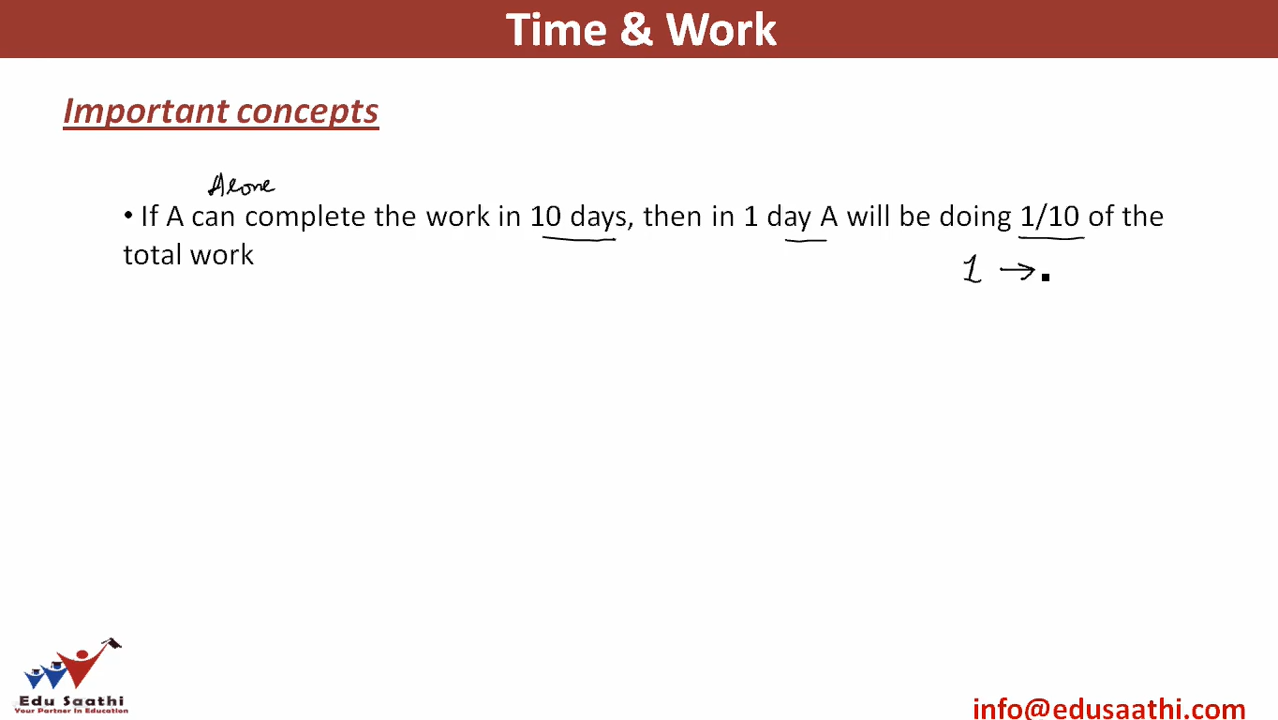 Time & Work
Important concepts
Alone
• If A can complete the work in 10 days, then in 1 day A will be doing 1/10 of the
total work
1 →
Edu Saathi
Your Partner In Education
info@edusaathi.com